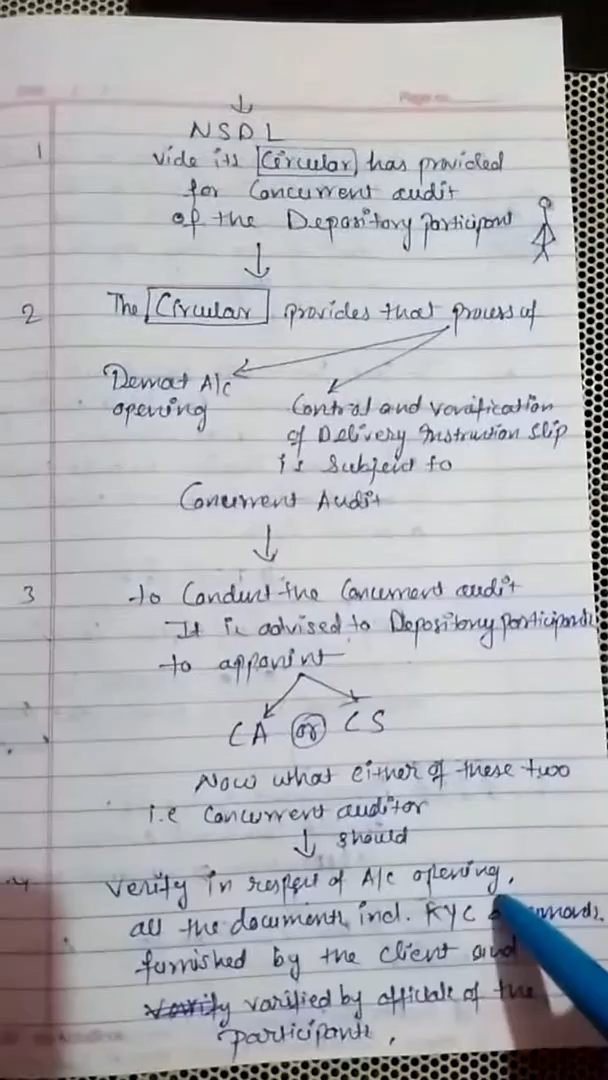 Page no.
NSDL
1
vide its Circular has provided
for Concurrent audit
of the Depository participant
2
The Circular provides that process of
Demat A/c
opening
Control and varification
of Delivery Instruction slip
is Subject to
Concurrent Audit
3
to Conduct the Concurrent audit
It is advised to Depository participants
to appoint
CA or CS
Now what either of these two
i.e Concurrent auditor
should
verify in respect of A/c opening,
all the documents incl. KYC
furnished by the client and
varified by officials of the
participants,